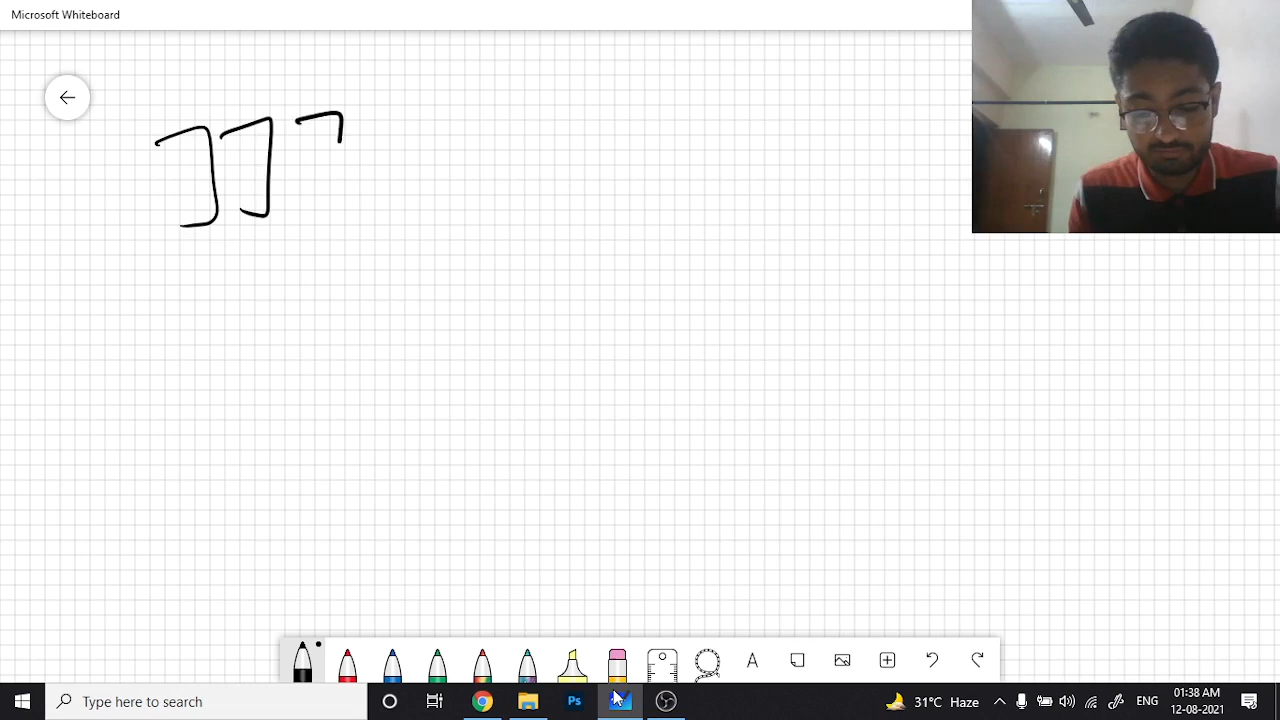 Microsoft Whiteboard
]]
A
Ps
Type here to search
31°C Haze
ENG
01:38 AM
12-08-2021